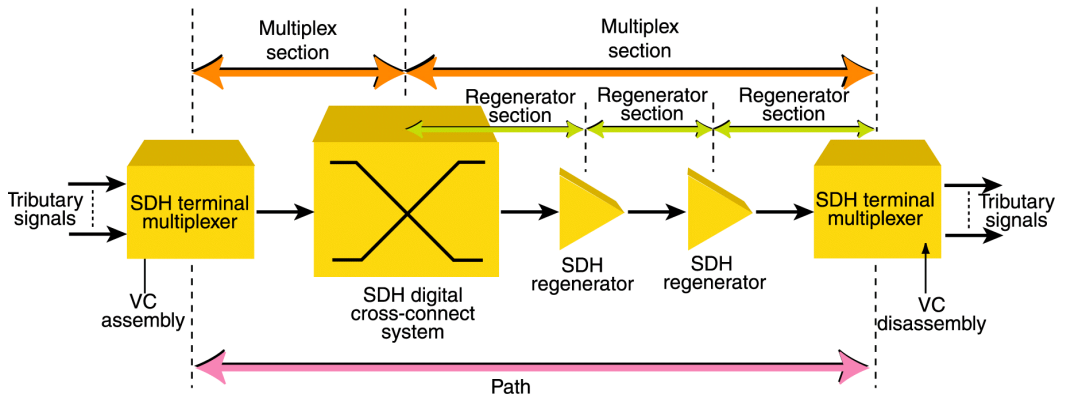 Multiplex
section
Multiplex
section
Regenerator
section
Regenerator
section
Regenerator
section
Tributary
signals
SDH terminal
multiplexer
SDH terminal
multiplexer
Tributary
signals
SDH
regenerator
SDH
regenerator
VC
assembly
SDH digital
cross-connect
system
VC
disassembly
Path